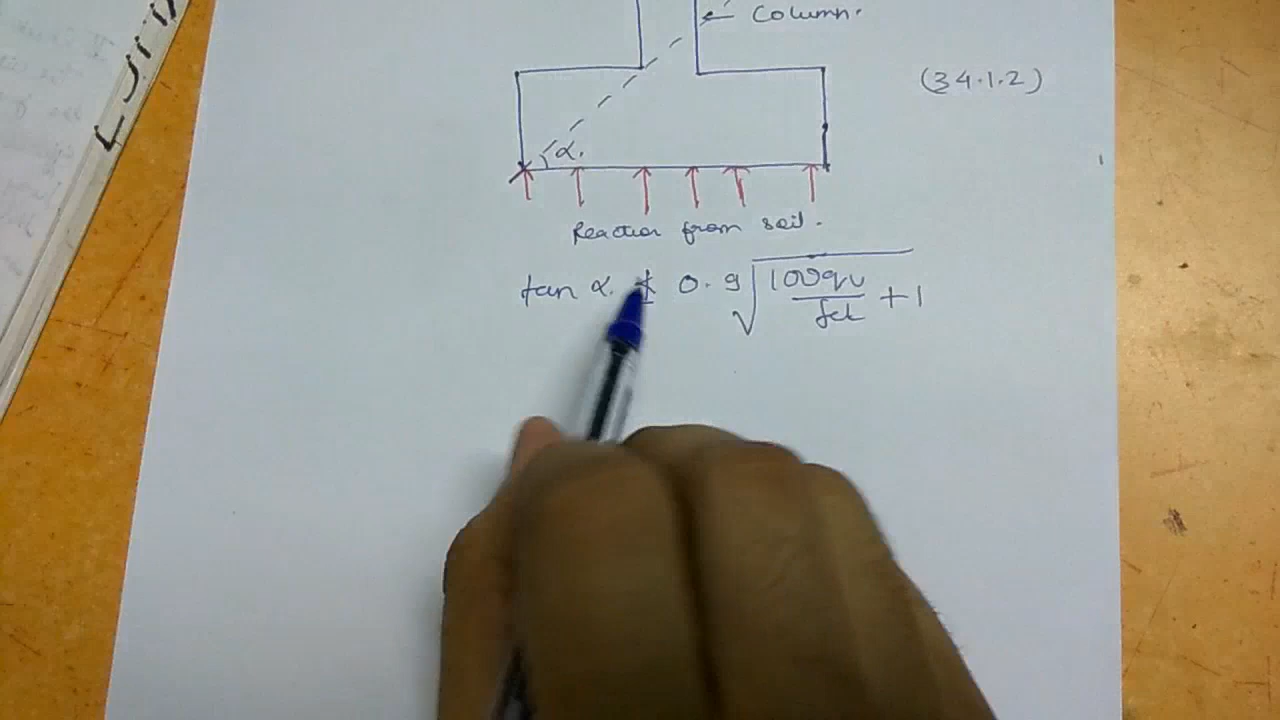 ← Column.
(34.1.2)
α.
Reaction from soil.
tan α. ≮ 0.9√(100qu/fck + 1)